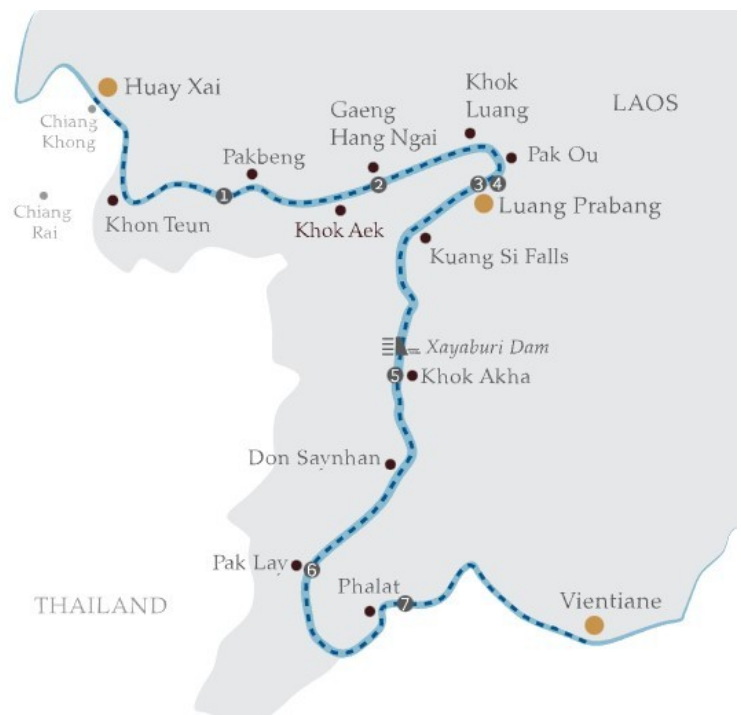 Huay Xai
Chiang
Khong
Chiang
Rai
Khon Teun
Pakbeng
1
Gaeng
Hang Ngai
2
Khok Aek
Khok
Luang
LAOS
Pak Ou
3
4
Luang Prabang
Kuang Si Falls
Xayaburi Dam
5
Khok Akha
Don Saynhan
Pak Lay
6
Phalat
7
Vientiane
THAILAND